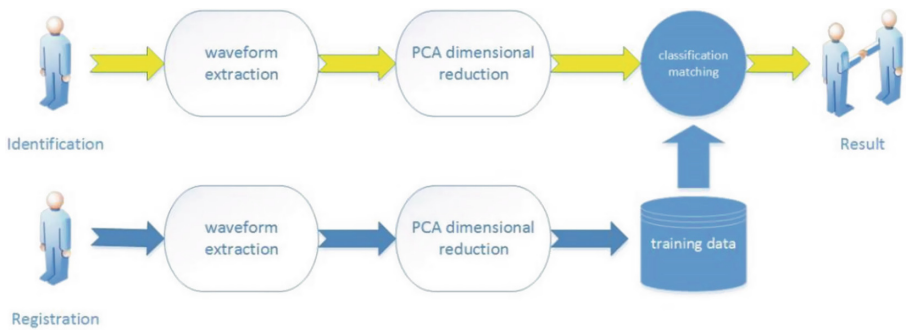 waveform
extraction
PCA dimensional
reduction
classification
matching
Identification
Result
waveform
extraction
PCA dimensional
reduction
training data
Registration